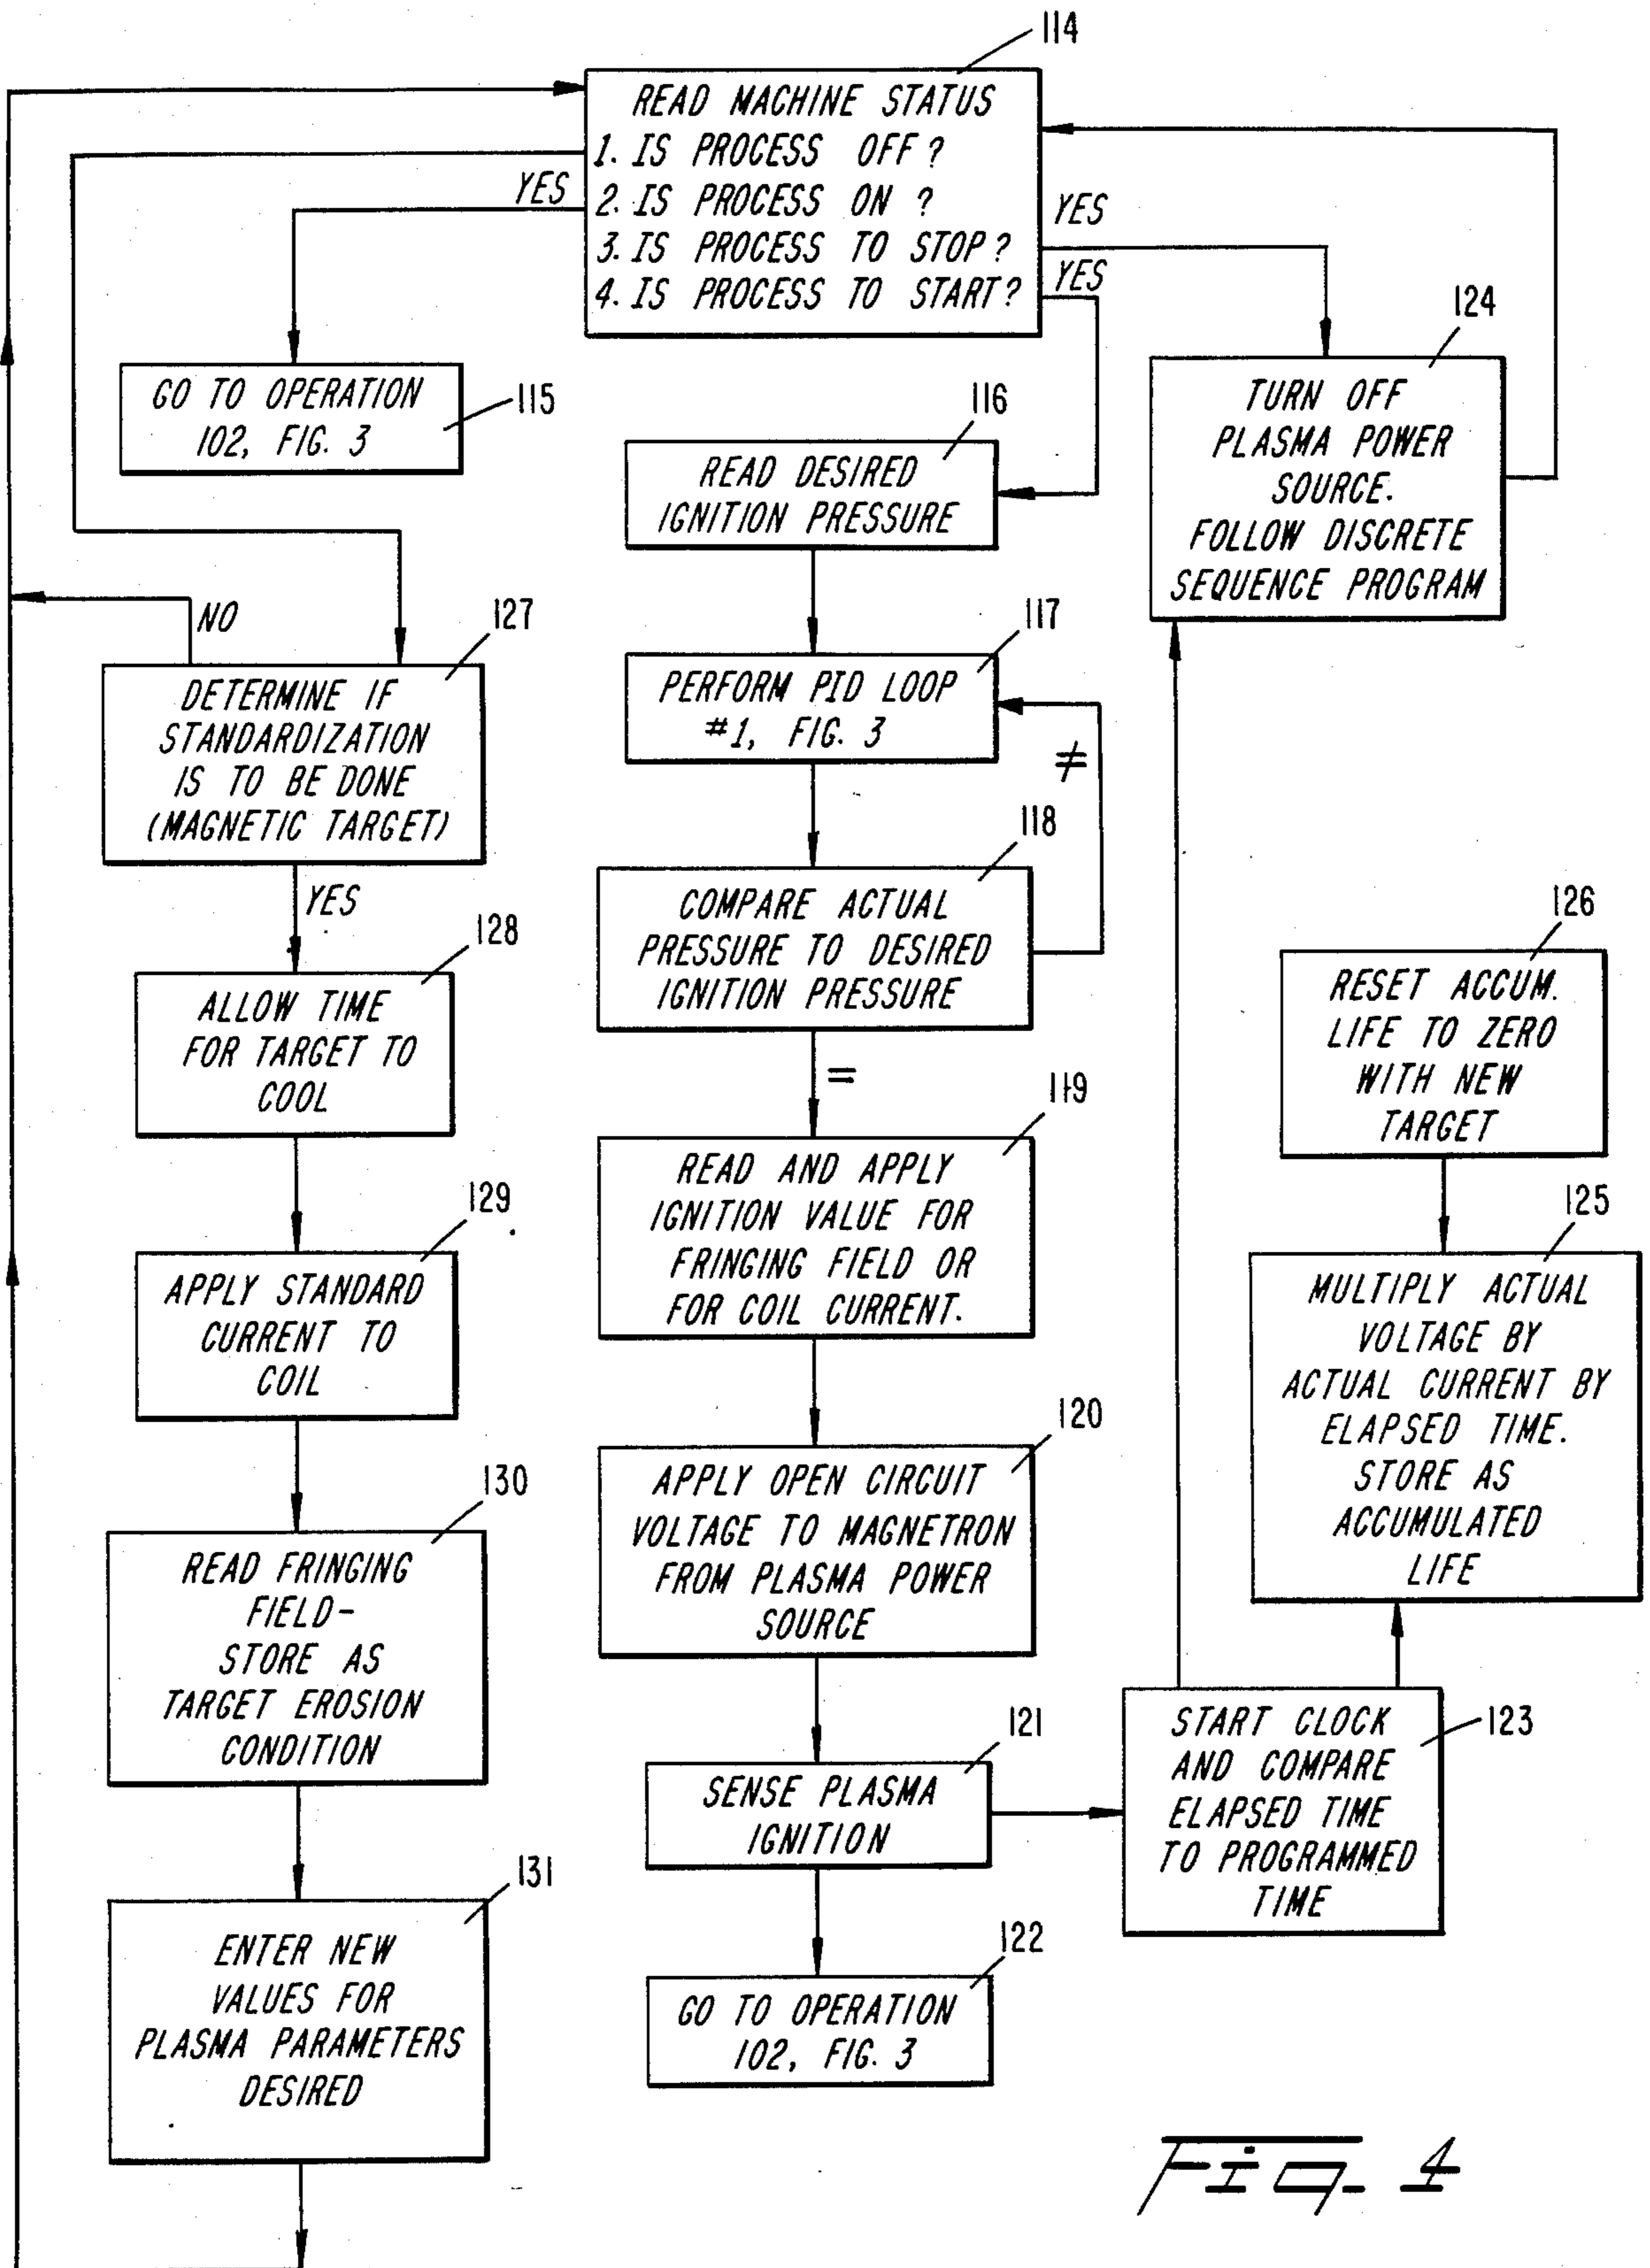 114
READ MACHINE STATUS
1. IS PROCESS OFF?
2. IS PROCESS ON ?
3. IS PROCESS TO STOP?
4. IS PROCESS TO START?
YES
YES
YES
GO TO OPERATION
102, FIG. 3
115
116
READ DESIRED
IGNITION PRESSURE
124
TURN OFF
PLASMA POWER
SOURCE.
FOLLOW DISCRETE
SEQUENCE PROGRAM
NO
127
DETERMINE IF
STANDARDIZATION
IS TO BE DONE
(MAGNETIC TARGET)
YES
117
PERFORM PID LOOP
#1, FIG. 3
≠
118
COMPARE ACTUAL
PRESSURE TO DESIRED
IGNITION PRESSURE
=
128
ALLOW TIME
FOR TARGET TO
COOL
126
RESET ACCUM.
LIFE TO ZERO
WITH NEW
TARGET
119
READ AND APPLY
IGNITION VALUE FOR
FRINGING FIELD OR
FOR COIL CURRENT.
129
APPLY STANDARD
CURRENT TO
COIL
125
MULTIPLY ACTUAL
VOLTAGE BY
ACTUAL CURRENT BY
ELAPSED TIME.
STORE AS
ACCUMULATED
LIFE
120
APPLY OPEN CIRCUIT
VOLTAGE TO MAGNETRON
FROM PLASMA POWER
SOURCE
130
READ FRINGING
FIELD-
STORE AS
TARGET EROSION
CONDITION
121
SENSE PLASMA
IGNITION
START CLOCK
AND COMPARE
ELAPSED TIME
TO PROGRAMMED
TIME
123
131
ENTER NEW
VALUES FOR
PLASMA PARAMETERS
DESIRED
122
GO TO OPERATION
102, FIG. 3
Fig. 4